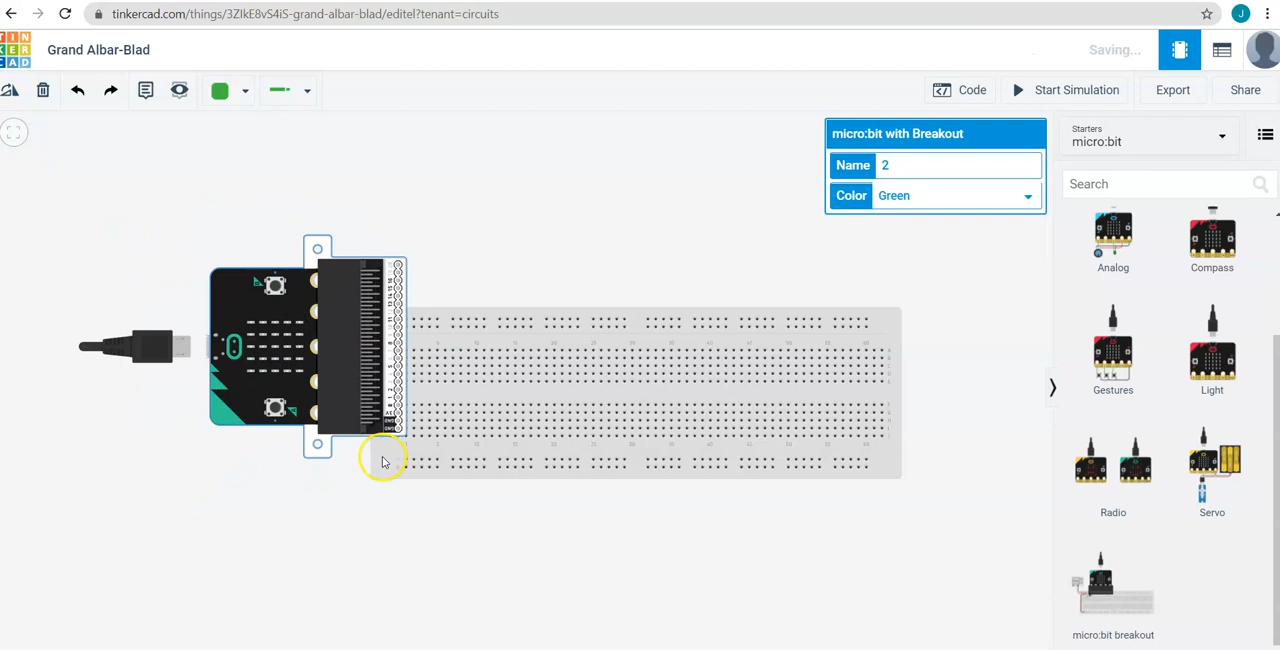 tinkercad.com/things/3ZIkE8vS4iS-grand-albar-blad/editel?tenant=circuits
J
TIN
KER
CAD
Grand Albar-Blad
Saving...
Code
Start Simulation
Export
Share
micro:bit with Breakout
Name 2
Color Green
Starters
micro:bit
Search
Analog
Compass
Gestures
Light
Radio
Servo
micro:bit breakout